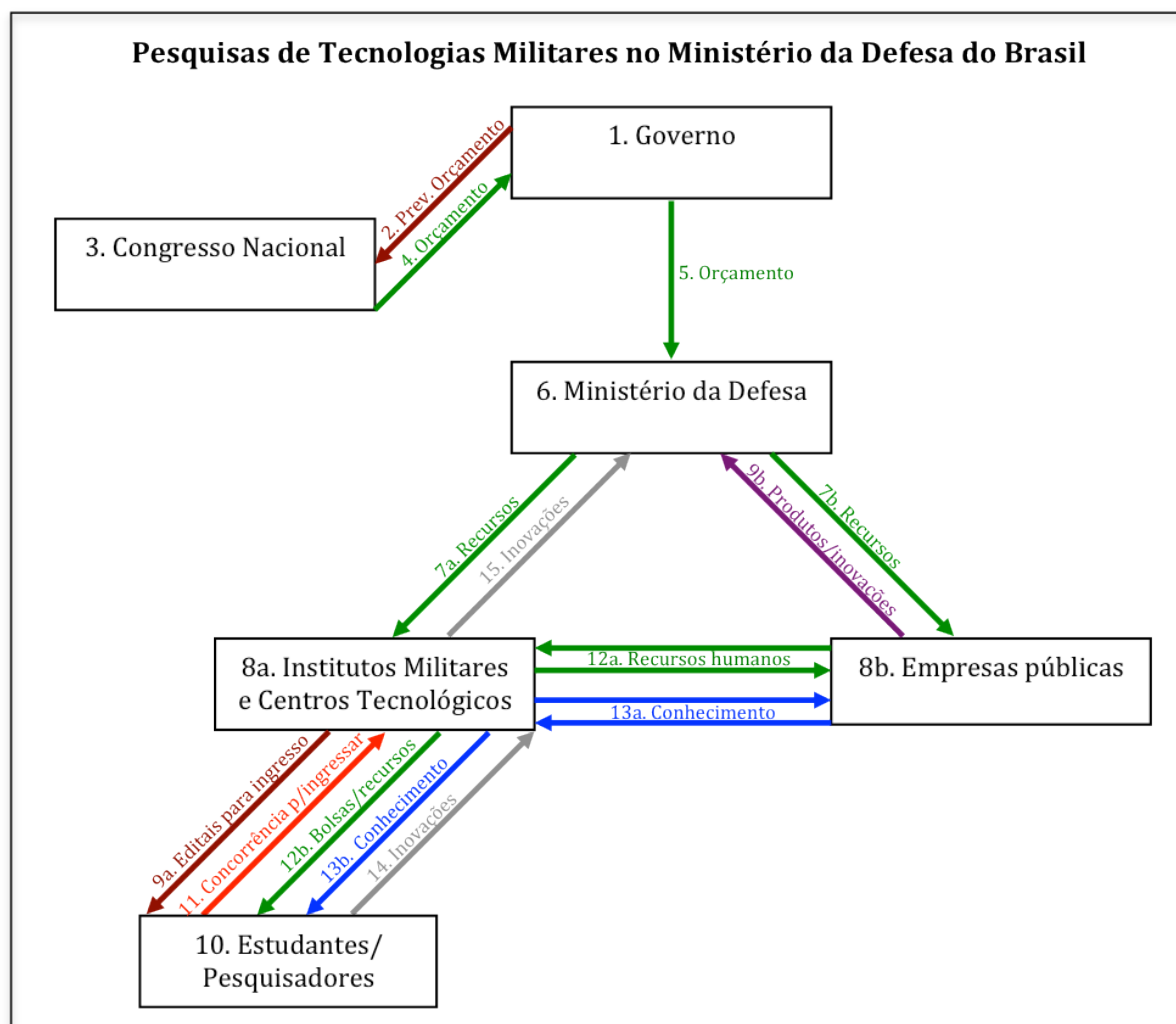 Pesquisas de Tecnologias Militares no Ministério da Defesa do Brasil
1. Governo
2. Prev. Orçamento
3. Congresso Nacional
4. Orçamento
5. Orçamento
6. Ministério da Defesa
7a. Recursos
15. Inovações
9b. Produtos/inovações
7b. Recursos
8a. Institutos Militares
e Centros Tecnológicos
12a. Recursos humanos
13a. Conhecimento
8b. Empresas públicas
9a. Editais para ingresso
11. Concorrência p/ingressar
12b. Bolsas/recursos
13b. Conhecimento
14. Inovações
10. Estudantes/
Pesquisadores